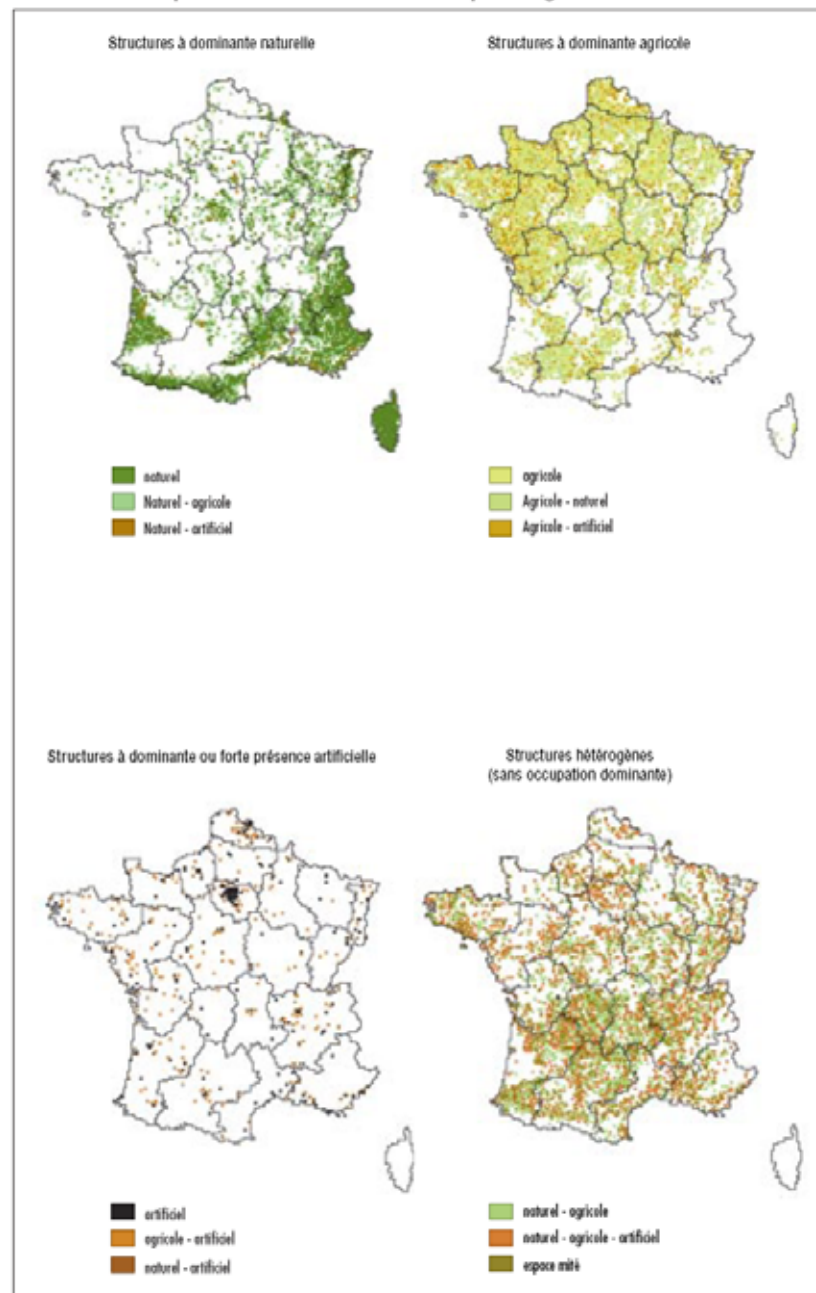 Structures à dominante naturelle
Structures à dominante agricole
naturel
Naturel - agricole
Naturel - artificiel
agricole
Agricole - naturel
Agricole - artificiel
Structures à dominante ou forte présence artificielle
Structures hétérogènes
(sans occupation dominante)
artificiel
agricole - artificiel
naturel - artificiel
naturel - agricole
naturel - agricole - artificiel
espace mité